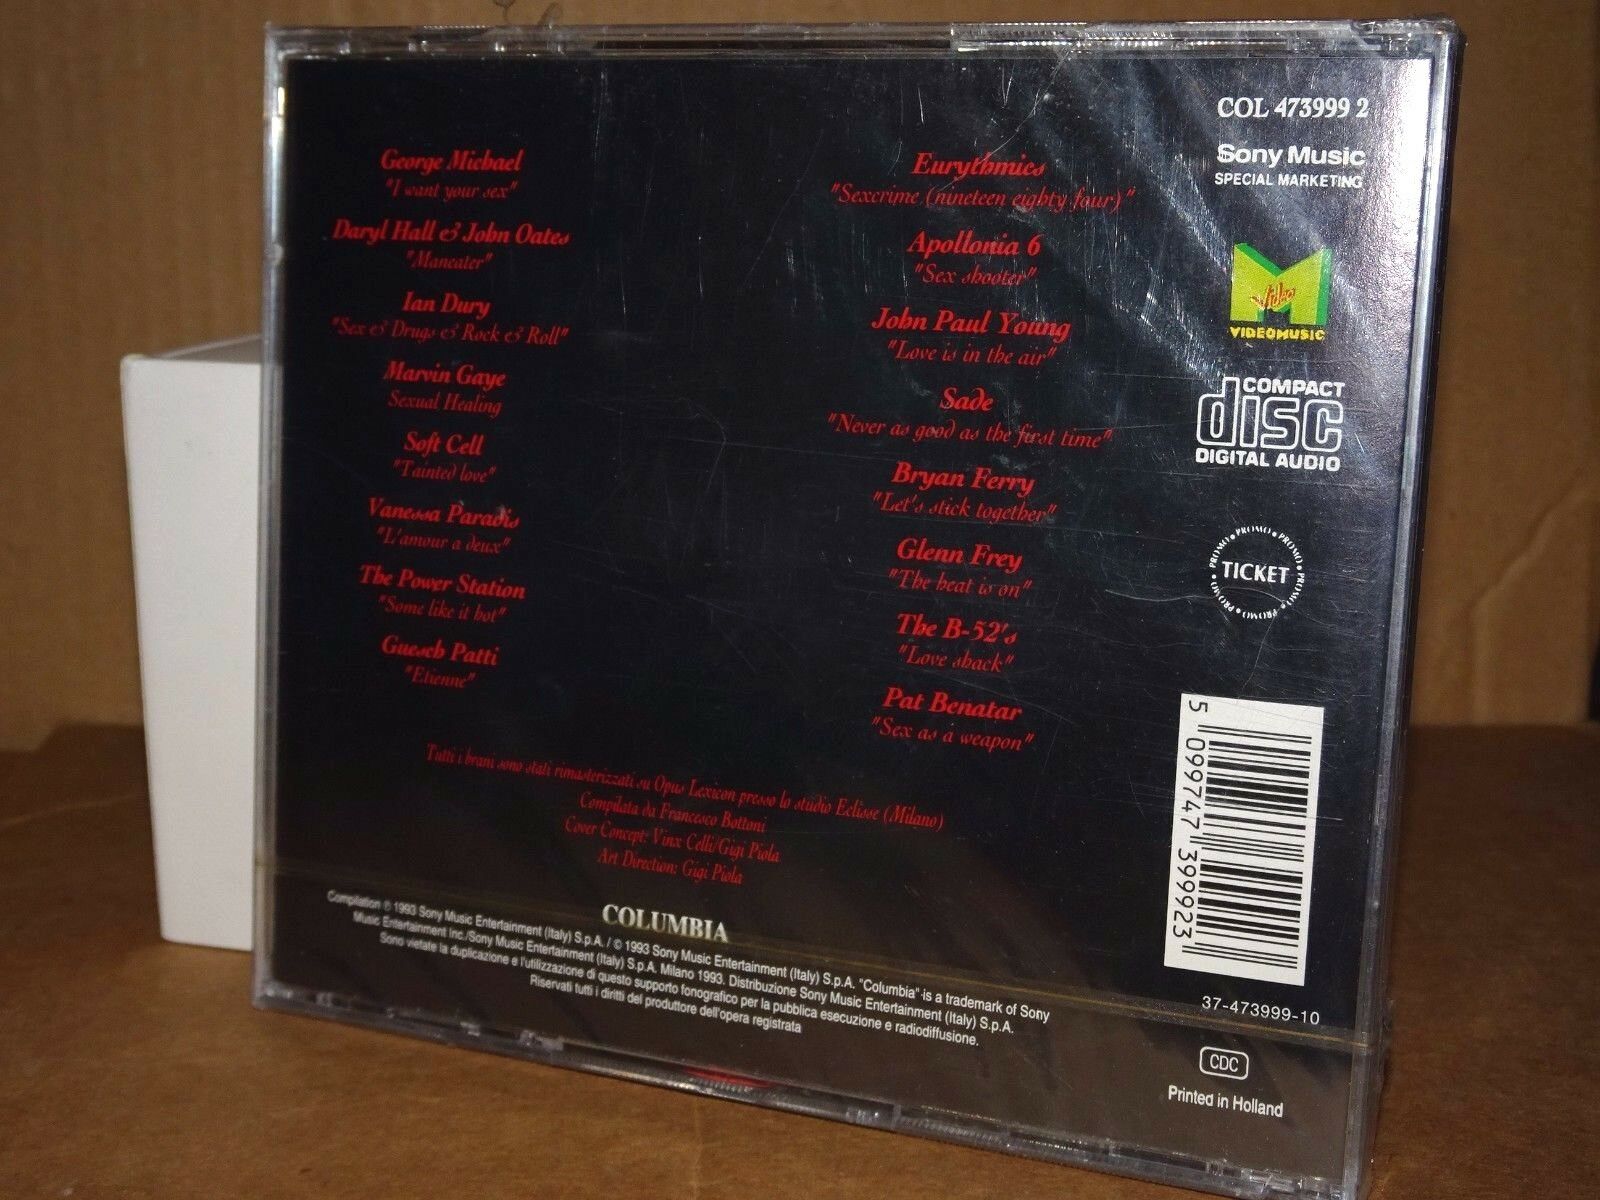 George Michael
"I want your sex"
Daryl Hall & John Oates
"Maneater"
Ian Dury
"Sex & Drugs & Rock & Roll"
Marvin Gaye
Sexual Healing
Soft Cell
"Tainted love"
Vanessa Paradis
"L'amour a deux"
The Power Station
"Some like it hot"
Guesch Patti
"Etienne"
Eurythmics
"Sexcrime (nineteen eighty four)"
Apollonia 6
"Sex shooter"
John Paul Young
"Love is in the air"
Sade
"Never as good as the first time"
Bryan Ferry
"Let's stick together"
Glenn Frey
"The heat is on"
The B-52's
"Love shack"
Pat Benatar
"Sex as a weapon"
Tutti i brani sono stati rimasterizzati su Opus Lexicon presso lo studio Eclisse (Milano)
Compilata da Francesco Bottoni
Cover Concept: Vinx Celli/Gigi Piola
Art Direction: Gigi Piola
COLUMBIA
Compilation ℗ 1993 Sony Music Entertainment (Italy) S.p.A. / © 1993 Sony Music Entertainment (Italy) S.p.A. "Columbia" is a trademark of Sony
Music Entertainment Inc./Sony Music Entertainment (Italy) S.p.A. Milano 1993. Distribuzione Sony Music Entertainment (Italy) S.p.A.
Sono vietate la duplicazione e l'utilizzazione di questo supporto fonografico per la pubblica esecuzione e radiodiffusione.
Riservati tutti i diritti del produttore dell'opera registrata
COL 473999 2
Sony Music
SPECIAL MARKETING
M
Video
VIDEOMUSIC
COMPACT
disc
DIGITAL AUDIO
PROMO • PROMO • PROMO • PROMO • PROMO • PROMO •
TICKET
5 099747 399923
37-473999-10
CDC
Printed in Holland